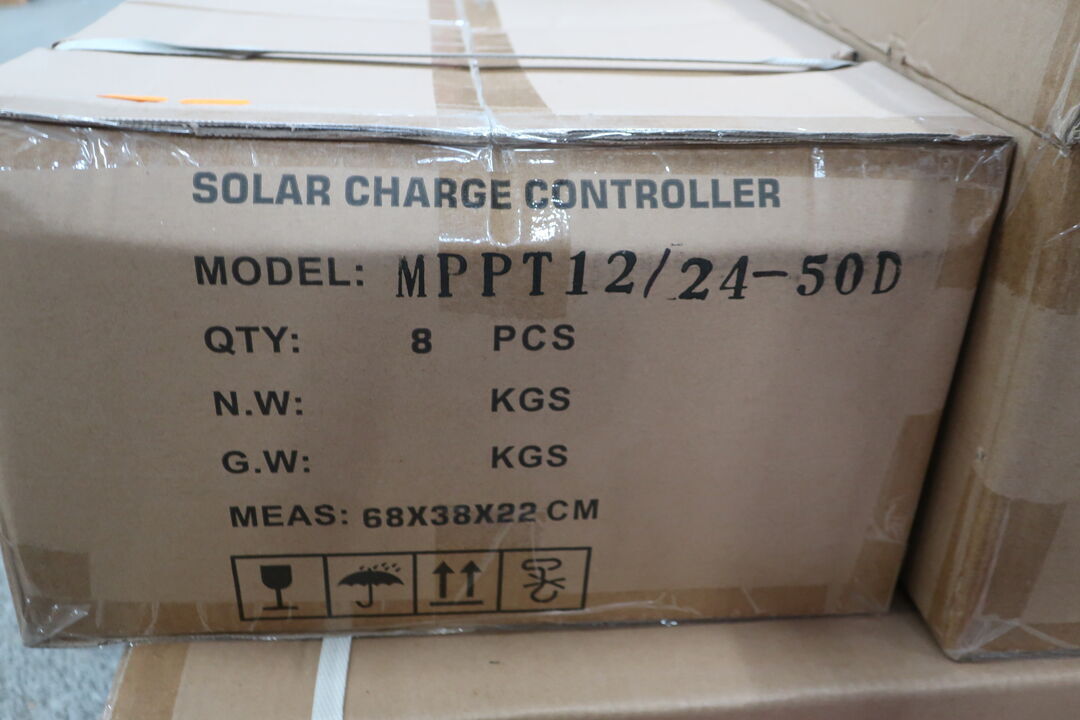 SOLAR CHARGE CONTROLLER
MODEL: MPPT12/24-50D
QTY: 8 PCS
N.W: KGS
G.W: KGS
MEAS: 68X38X22 CM